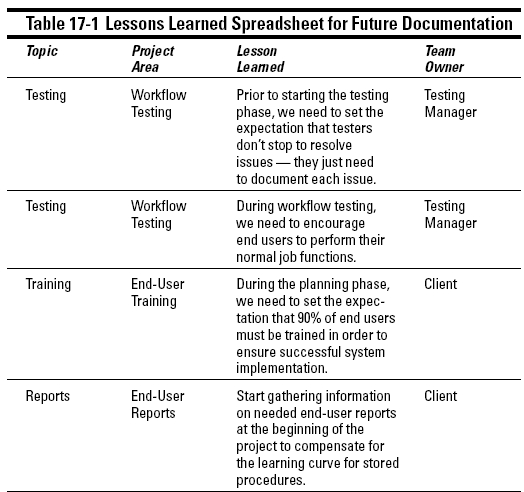 Table 17-1 Lessons Learned Spreadsheet for Future Documentation
Topic Project Area Lesson Learned Team Owner
Testing Workflow Testing Prior to starting the testing Testing Manager
phase, we need to set the
expectation that testers
don't stop to resolve
issues — they just need
to document each issue.
Testing Workflow Testing During workflow testing, Testing Manager
we need to encourage
end users to perform their
normal job functions.
Training End-User Training During the planning phase, Client
we need to set the expec-
tation that 90% of end users
must be trained in order to
ensure successful system
implementation.
Reports End-User Reports Start gathering information Client
on needed end-user reports
at the beginning of the
project to compensate for
the learning curve for stored
procedures.